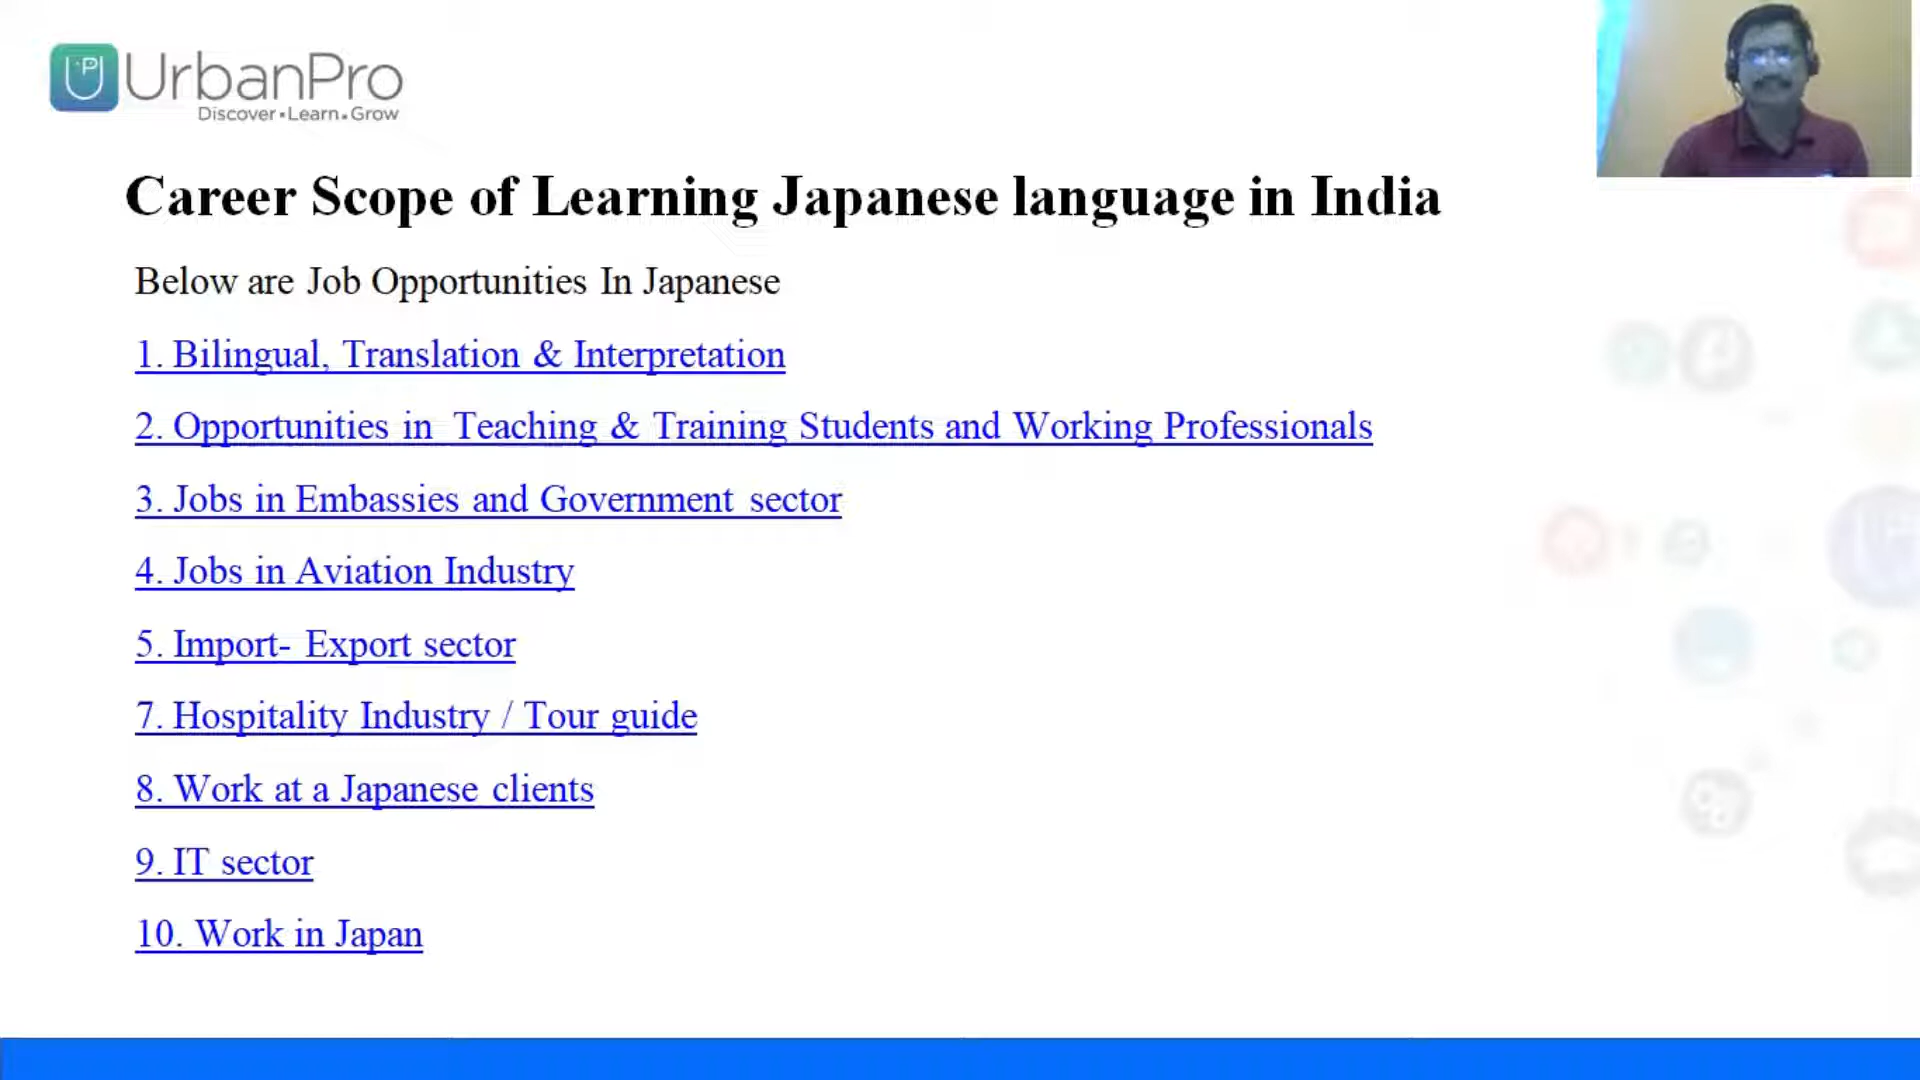 UrbanPro
Discover•Learn•Grow
Career Scope of Learning Japanese language in India
Below are Job Opportunities In Japanese
1. Bilingual, Translation & Interpretation
2. Opportunities in Teaching & Training Students and Working Professionals
3. Jobs in Embassies and Government sector
4. Jobs in Aviation Industry
5. Import- Export sector
7. Hospitality Industry / Tour guide
8. Work at a Japanese clients
9. IT sector
10. Work in Japan